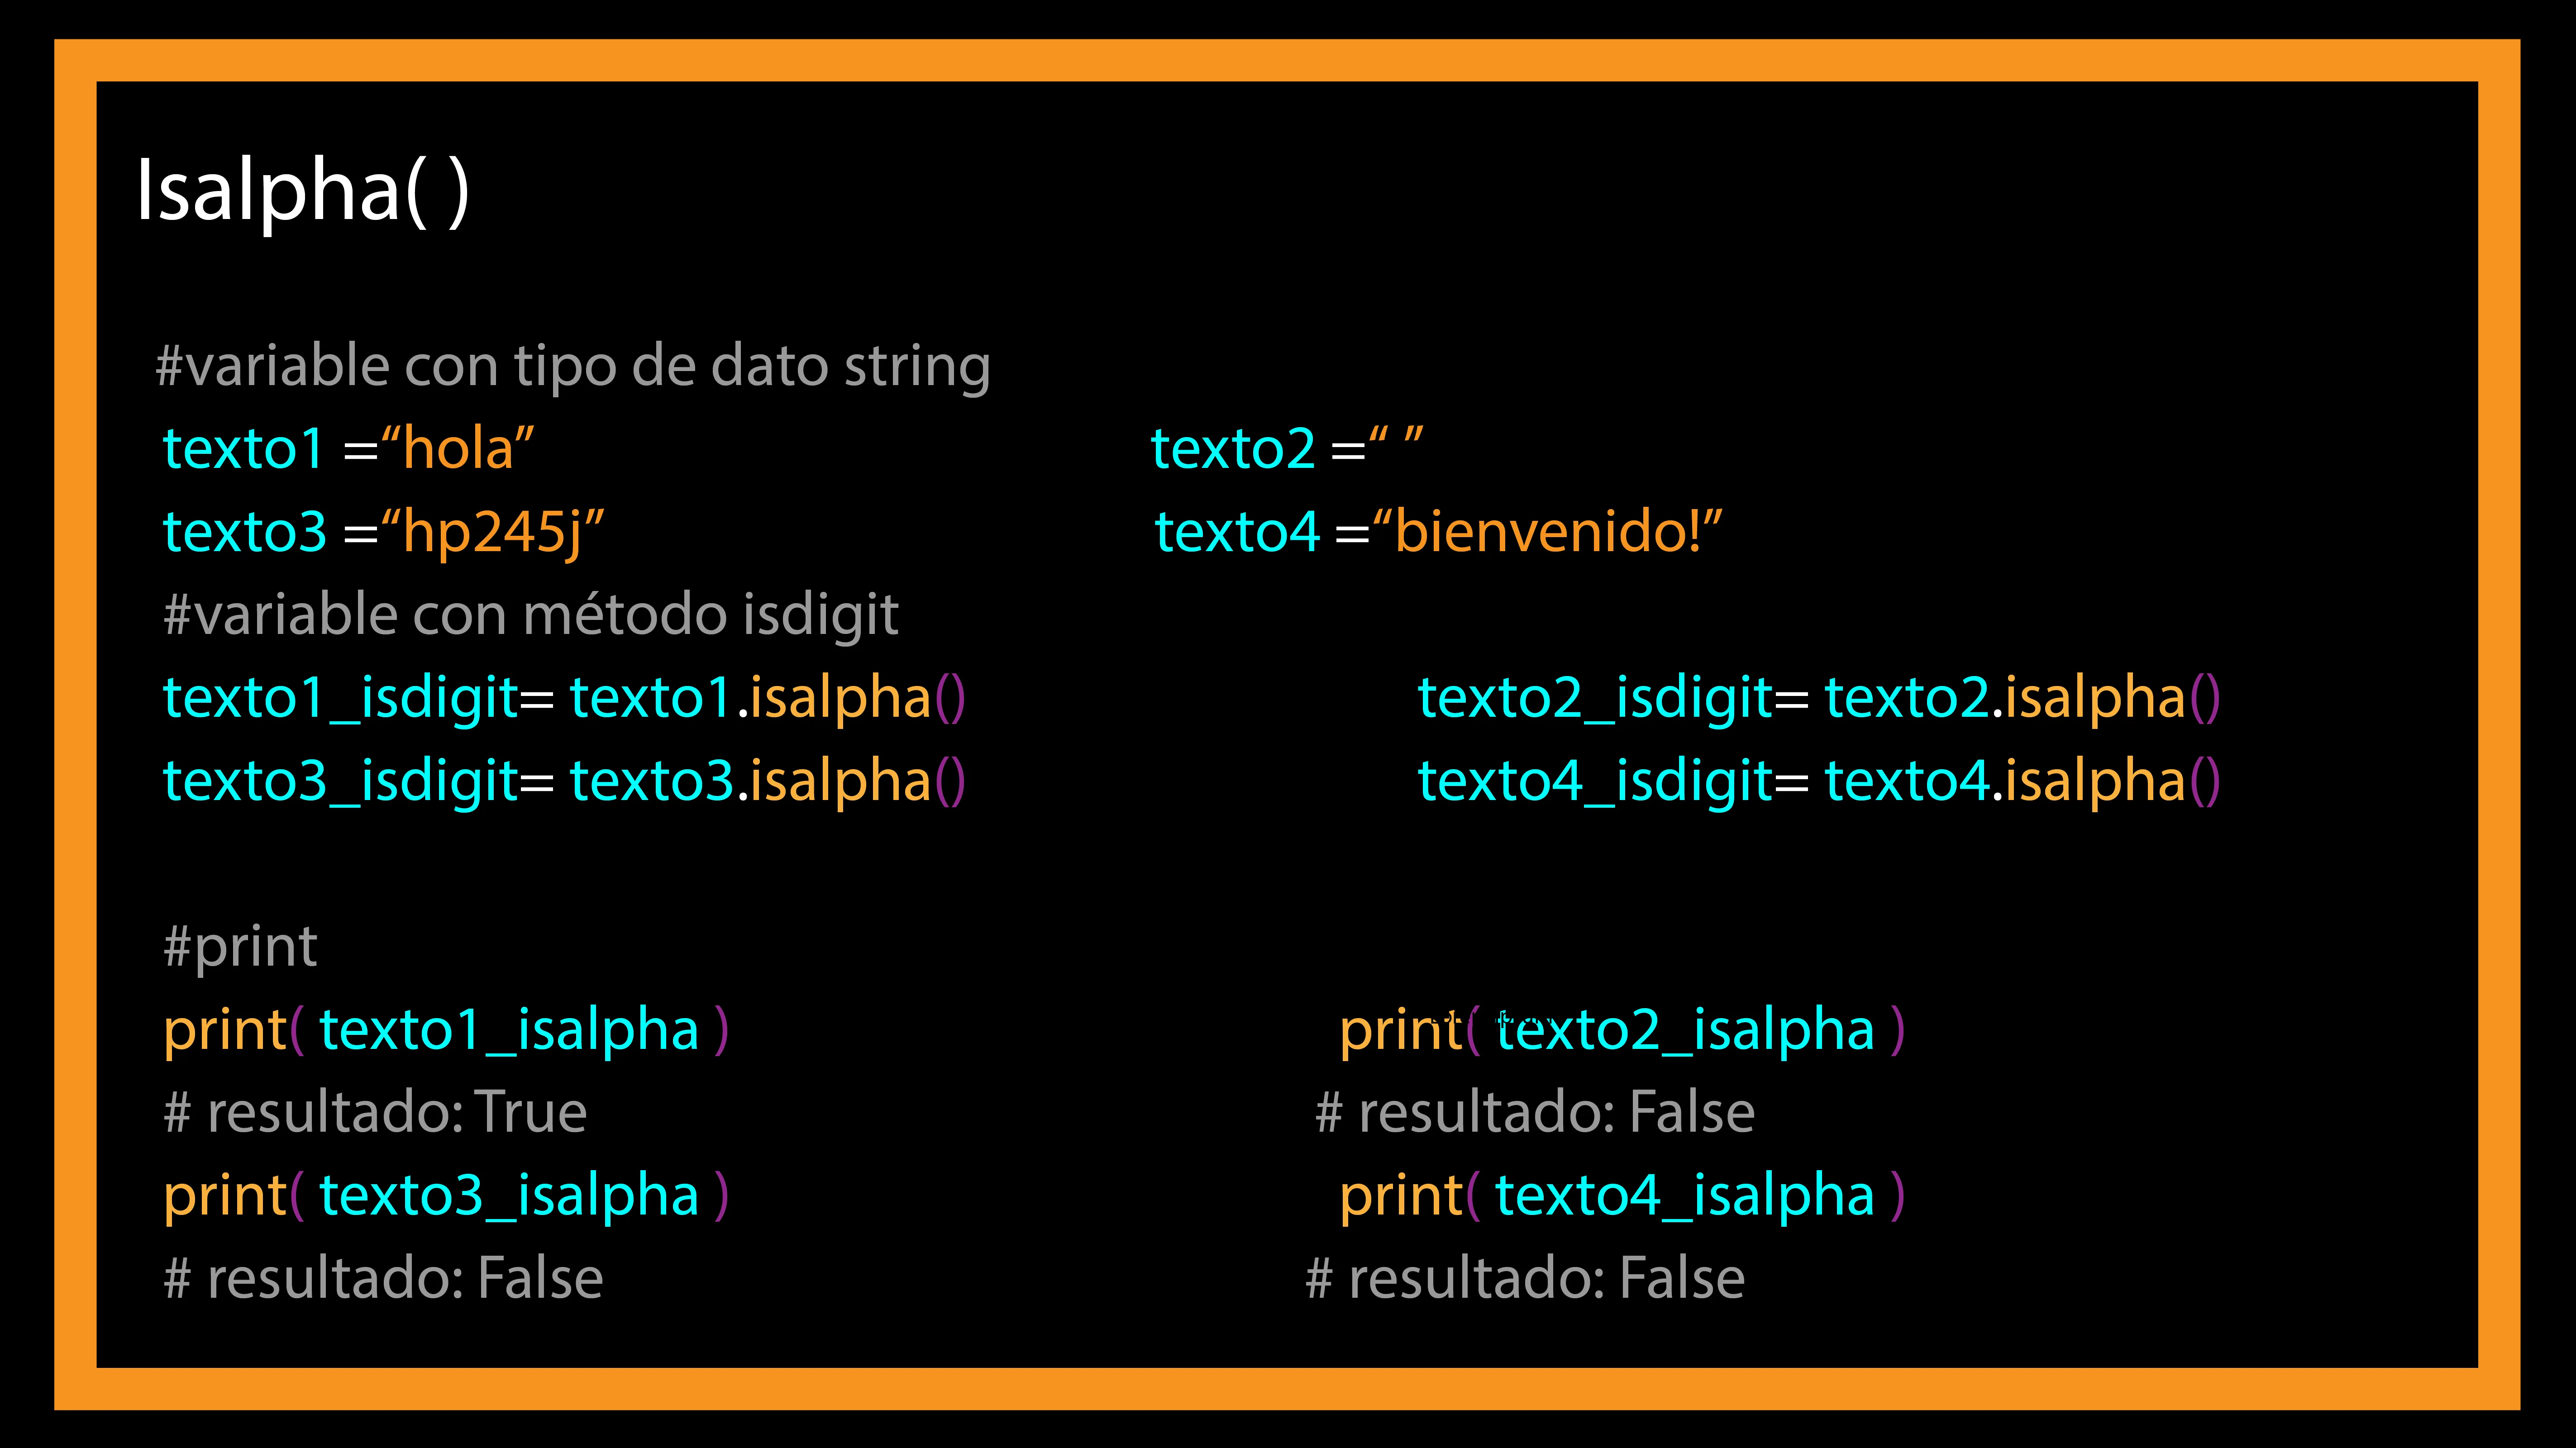 Isalpha( )
#variable con tipo de dato string
texto1 =“hola” texto2 =“ ”
texto3 =“hp245j” texto4 =“bienvenido!”
#variable con método isdigit
texto1_isdigit= texto1.isalpha() texto2_isdigit= texto2.isalpha()
texto3_isdigit= texto3.isalpha() texto4_isdigit= texto4.isalpha()
#print
print( texto1_isalpha ) print( texto2_isalpha )
# resultado: True # resultado: False
print( texto3_isalpha ) print( texto4_isalpha )
# resultado: False # resultado: False